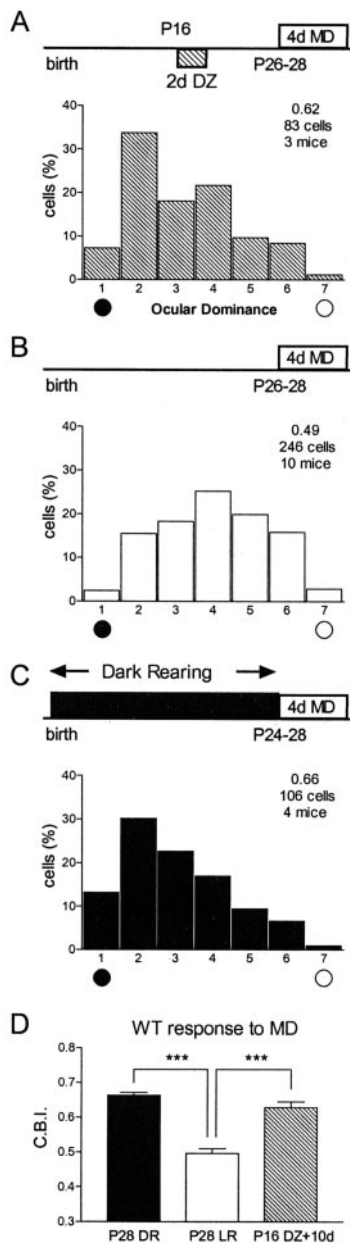 A
P16
4d MD
birth
P26-28
2d DZ
0.62
83 cells
3 mice
cells (%)
40
30
20
10
0
1 2 3 4 5 6 7
Ocular Dominance
B
4d MD
birth
P26-28
0.49
246 cells
10 mice
cells (%)
40
20
10
0
1 2 3 4 5 6 7
C
Dark Rearing
4d MD
birth
P24-28
0.66
106 cells
4 mice
cells (%)
40
30
20
10
0
1 2 3 4 5 6 7
D
WT response to MD
0.8
*** ***
0.7
0.6
0.5
0.4
0.3
C.B.I.
P28 DR P28 LR P16 DZ+10d